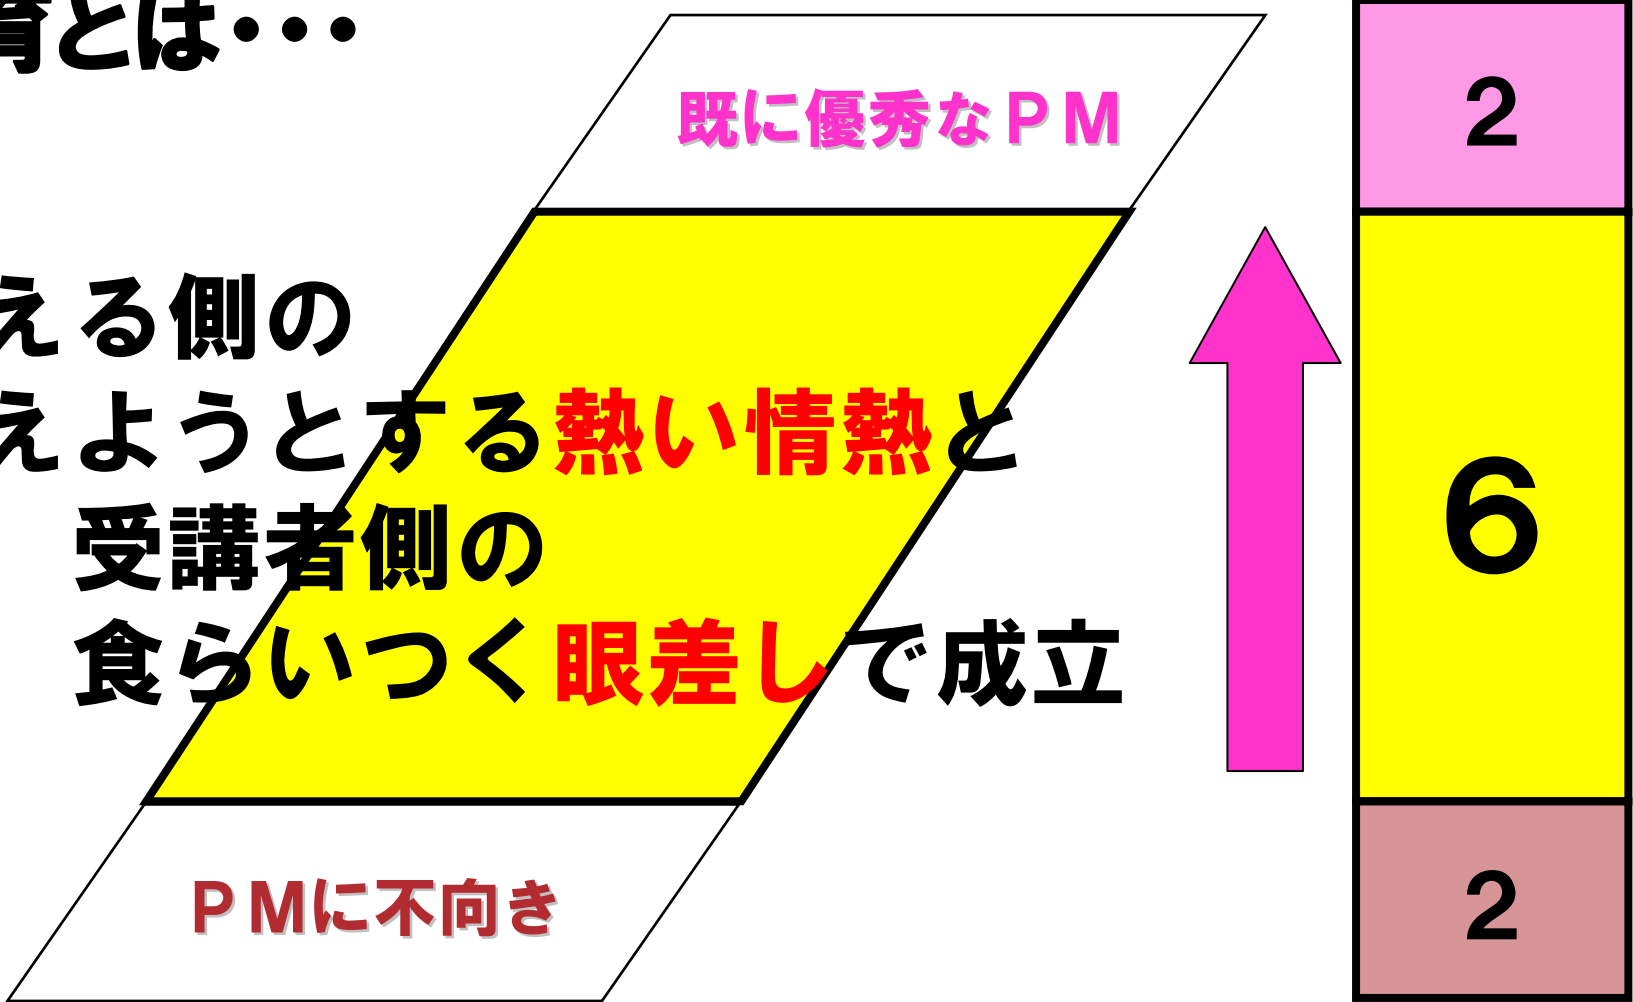 育とは・・・
既に優秀なＰＭ
２
える側の
えようとする熱い情熱と
受講者側の
食らいつく眼差しで成立
６
ＰＭに不向き
２